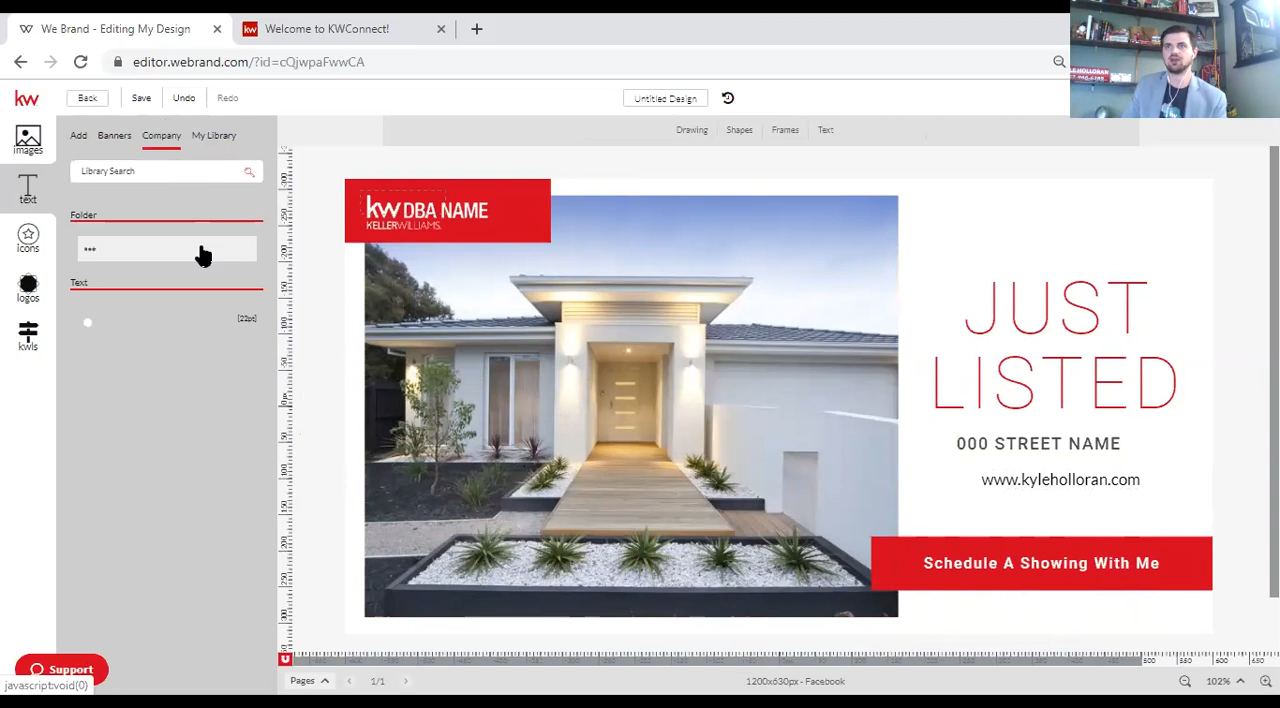 We Brand - Editing My Design
Welcome to KWConnect!
editor.webrand.com/?id=cQjwpaFwwCA
kw
Back
Save
Undo
Redo
Untitled Design
Add
Banners
Company
My Library
Drawing
Shapes
Frames
Text
images
Library Search
text
Folder
•••
icons
Text
(22pt)
logos
kwls
kw DBA NAME
KELLERWILLIAMS.
JUST
LISTED
000 STREET NAME
www.kyleholloran.com
Schedule A Showing With Me
Support
javascript:void(0)
Pages
1/1
1200x630px - Facebook
102%